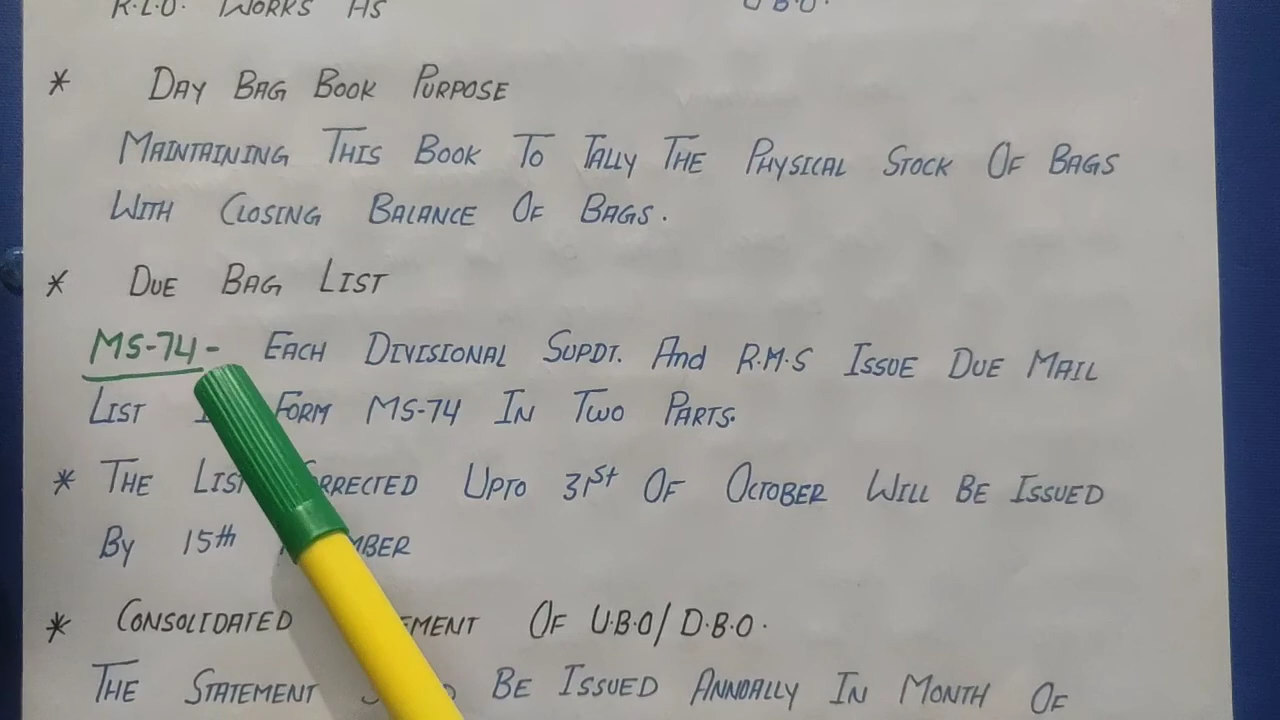 R.L.O. WORKS AS U.B.O.
* DAY BAG BOOK PURPOSE
MAINTAINING THIS BOOK TO TALLY THE PHYSICAL STOCK OF BAGS
WITH CLOSING BALANCE OF BAGS.
* DUE BAG LIST
MS-74- EACH DIVISIONAL SUPDT. And R.M.S ISSUE DUE MAIL
LIST FORM MS-74 IN TWO PARTS.
* THE LIST UPTO 31st OF OCTOBER WILL BE ISSUED
By 15th
* CONSOLIDATED OF U.B.O/D.B.O.
THE STATEMENT BE ISSUED ANNUALLY IN MONTH OF